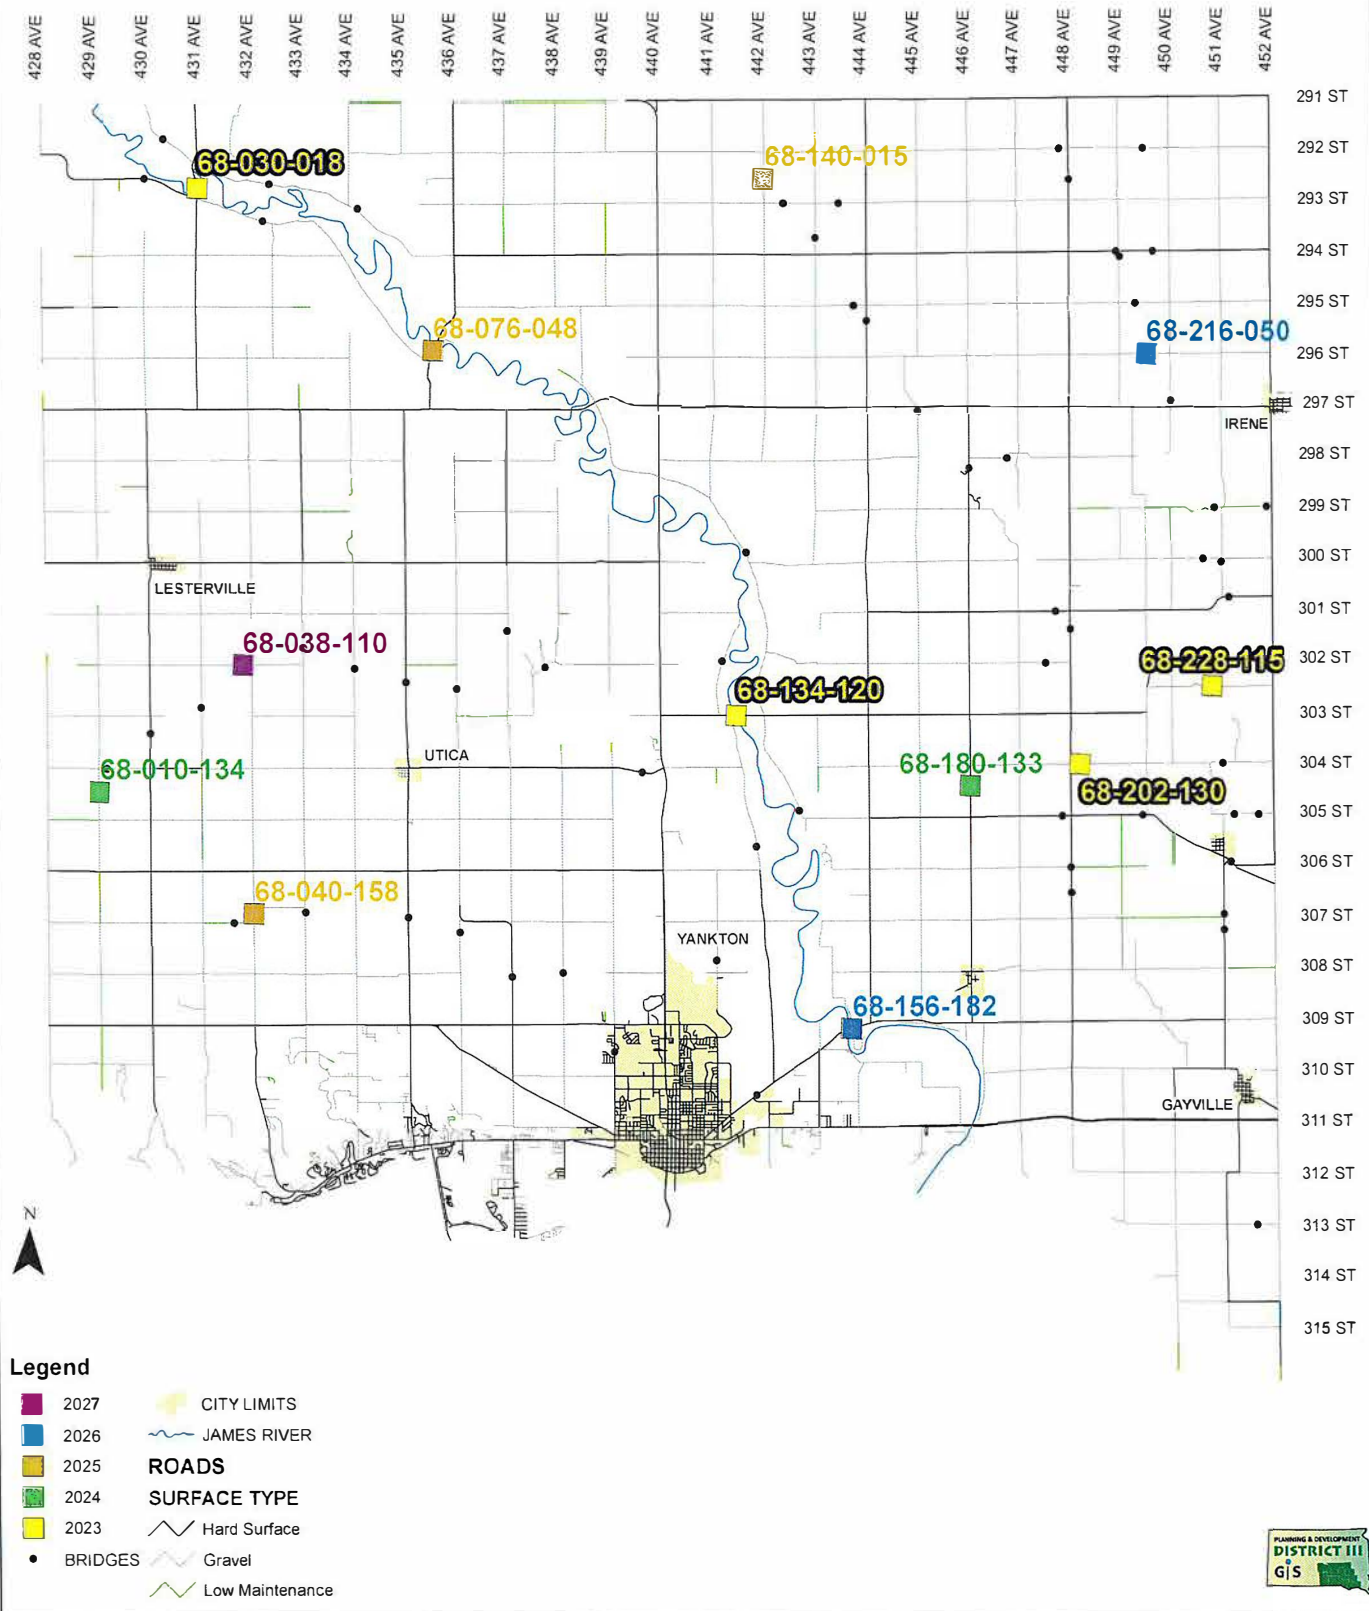 428 AVE
429 AVE
430 AVE
431 AVE
432 AVE
433 AVE
434 AVE
435 AVE
436 AVE
437 AVE
438 AVE
439 AVE
440 AVE
441 AVE
442 AVE
443 AVE
444 AVE
445 AVE
446 AVE
447 AVE
448 AVE
449 AVE
450 AVE
451 AVE
452 AVE
291 ST
292 ST
68-030-018
68-140-015
293 ST
294 ST
295 ST
68-076-048
68-216-050
296 ST
297 ST
IRENE
298 ST
299 ST
300 ST
LESTERVILLE
301 ST
68-038-110
302 ST
68-228-115
68-134-120
303 ST
UTICA
304 ST
68-010-134
68-180-133
68-202-130
305 ST
306 ST
68-040-158
307 ST
YANKTON
308 ST
68-156-182
309 ST
310 ST
GAYVILLE
311 ST
312 ST
N
313 ST
314 ST
315 ST
Legend
2027
CITY LIMITS
2026
JAMES RIVER
2025
ROADS
2024
SURFACE TYPE
2023
Hard Surface
BRIDGES
Gravel
Low Maintenance
PLANNING & DEVELOPMENT
DISTRICT III
GiS